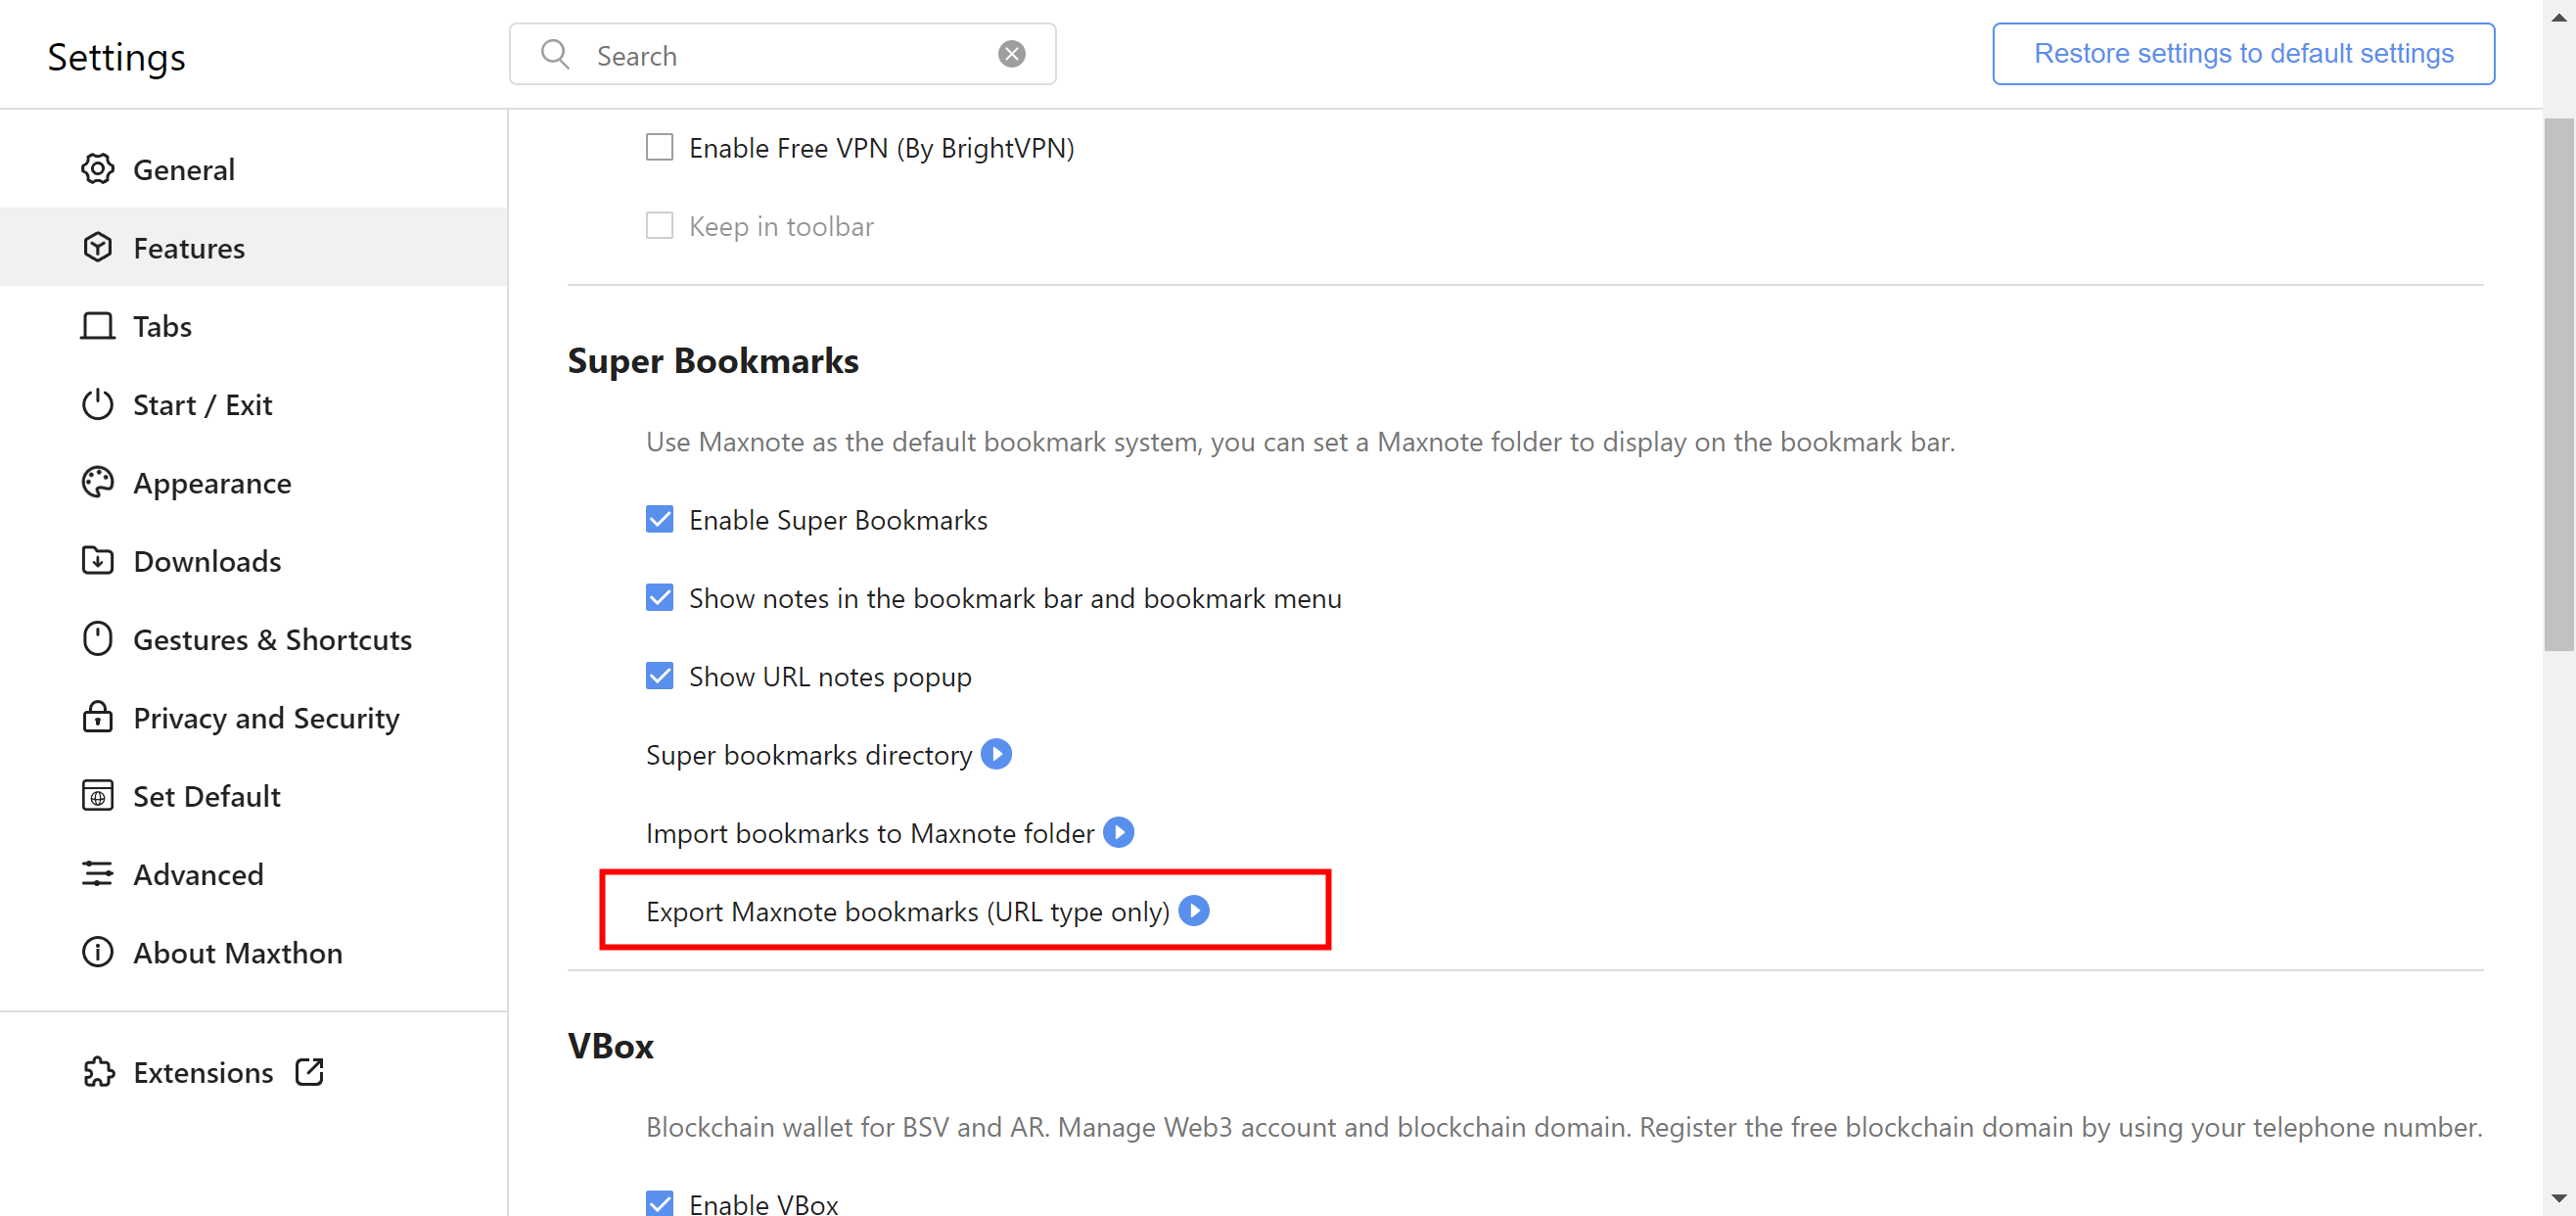 Settings
Search
Restore settings to default settings
General
Features
Tabs
Start / Exit
Appearance
Downloads
Gestures & Shortcuts
Privacy and Security
Set Default
Advanced
About Maxthon
Extensions
Enable Free VPN (By BrightVPN)
Keep in toolbar
Super Bookmarks
Use Maxnote as the default bookmark system, you can set a Maxnote folder to display on the bookmark bar.
Enable Super Bookmarks
Show notes in the bookmark bar and bookmark menu
Show URL notes popup
Super bookmarks directory
Import bookmarks to Maxnote folder
Export Maxnote bookmarks (URL type only)
VBox
Blockchain wallet for BSV and AR. Manage Web3 account and blockchain domain. Register the free blockchain domain by using your telephone number.
Enable VBox